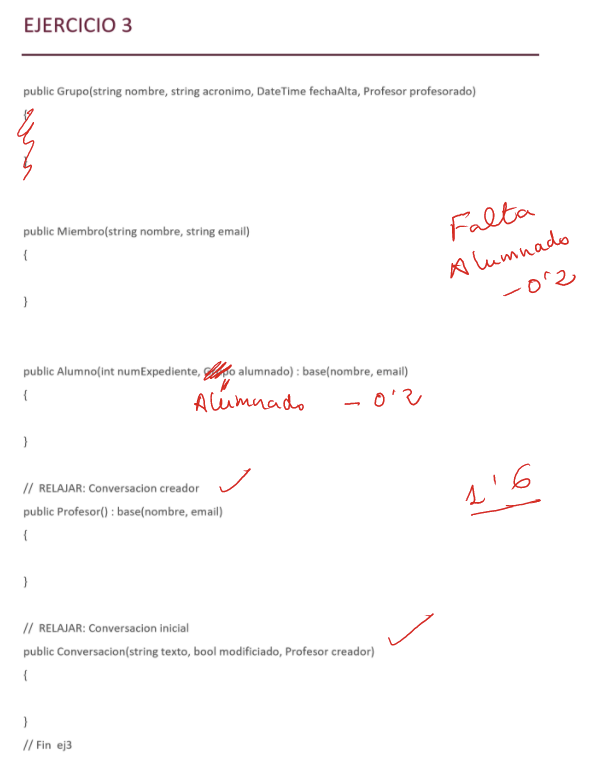 EJERCICIO 3
public Grupo(string nombre, string acronimo, DateTime fechaAlta, Profesor profesorado)
{
public Miembro(string nombre, string email)
{
}
Falta
Alumnado
- 0'2
public Alumno(int numExpediente, alumnado) : base(nombre, email)
{
Alumnado - 0'2
}
// RELAJAR: Conversacion creador
public Profesor() : base(nombre, email)
1'6
{
}
// RELAJAR: Conversacion inicial
public Conversacion(string texto, bool modificiado, Profesor creador)
{
}
// Fin ej3